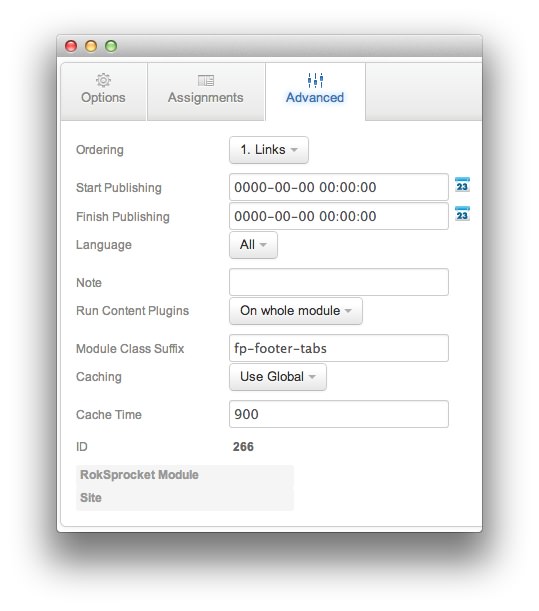 Options Assignments Advanced
Ordering 1. Links
Start Publishing 0000-00-00 00:00:00 23
Finish Publishing 0000-00-00 00:00:00 23
Language All
Note
Run Content Plugins On whole module
Module Class Suffix fp-footer-tabs
Caching Use Global
Cache Time 900
ID 266
RokSprocket Module
Site